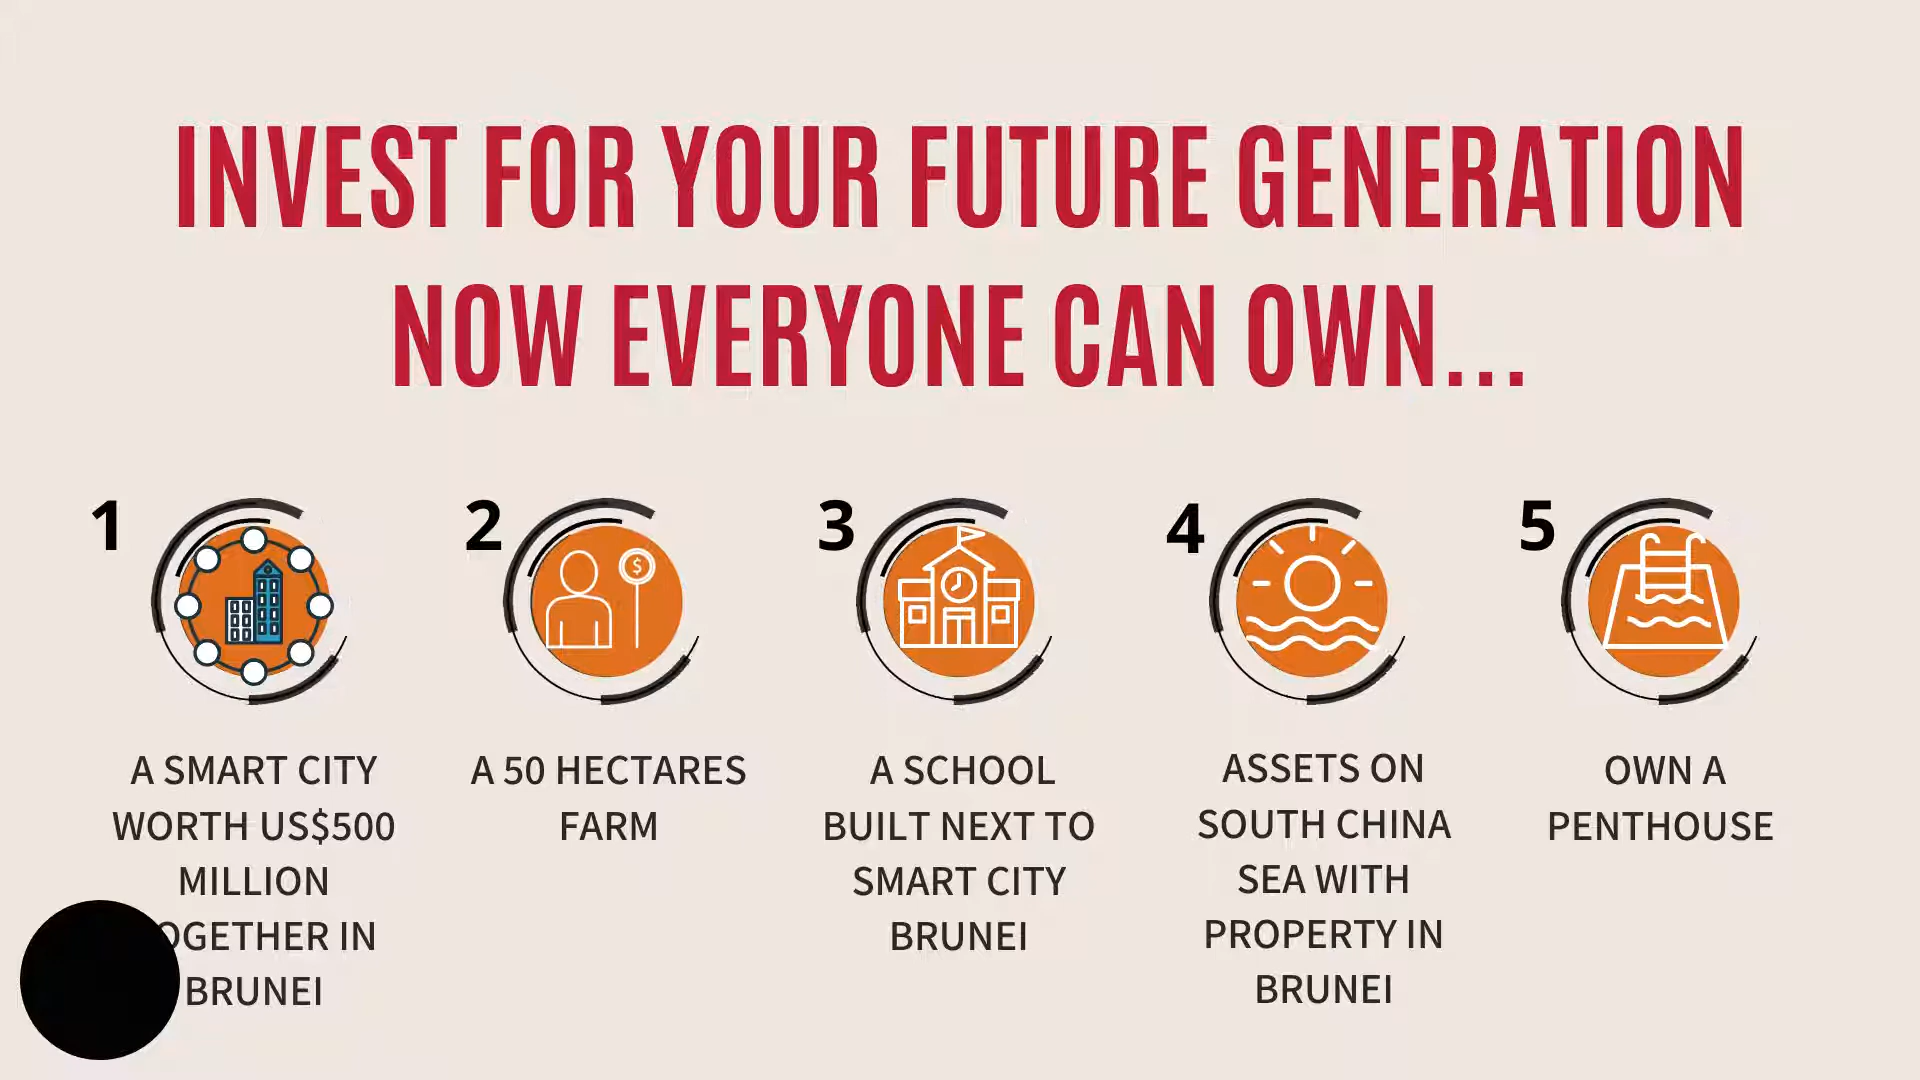 INVEST FOR YOUR FUTURE GENERATION
NOW EVERYONE CAN OWN...
1
A SMART CITY
WORTH US$500
MILLION
OGETHER IN
BRUNEI
2
$
A 50 HECTARES
FARM
3
A SCHOOL
BUILT NEXT TO
SMART CITY
BRUNEI
4
ASSETS ON
SOUTH CHINA
SEA WITH
PROPERTY IN
BRUNEI
5
OWN A
PENTHOUSE